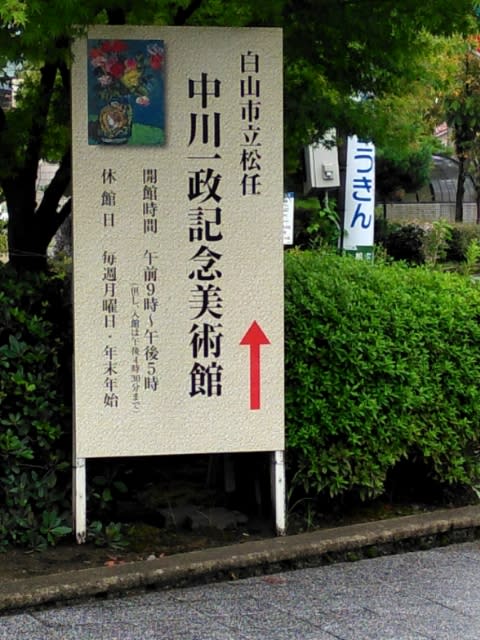 白山市立松任
中川一政記念美術館
開館時間 午前9時～午後5時
(但し、入館は午後4時30分まで)
休館日 毎週月曜日・年末年始
うきん